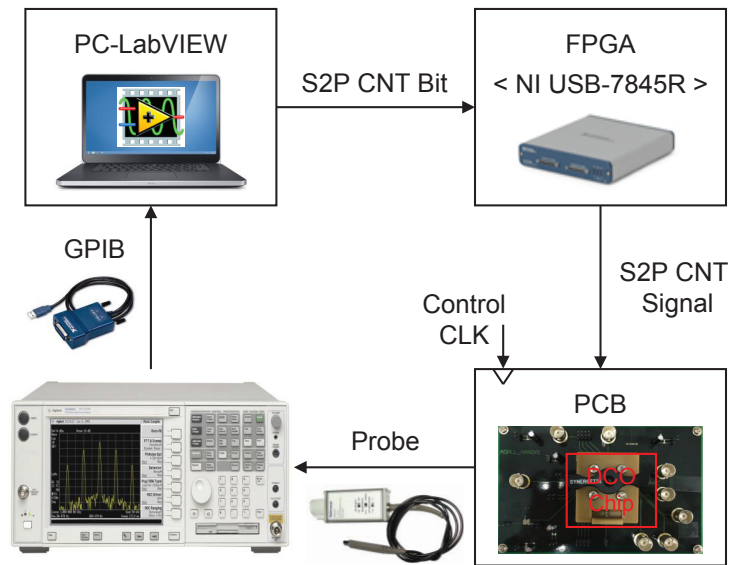 PC-LabVIEW
S2P CNT Bit
FPGA
< NI USB-7845R >
GPIB
S2P CNT
Signal
Control
CLK
PCB
DCO
Chip
Probe
Agilent